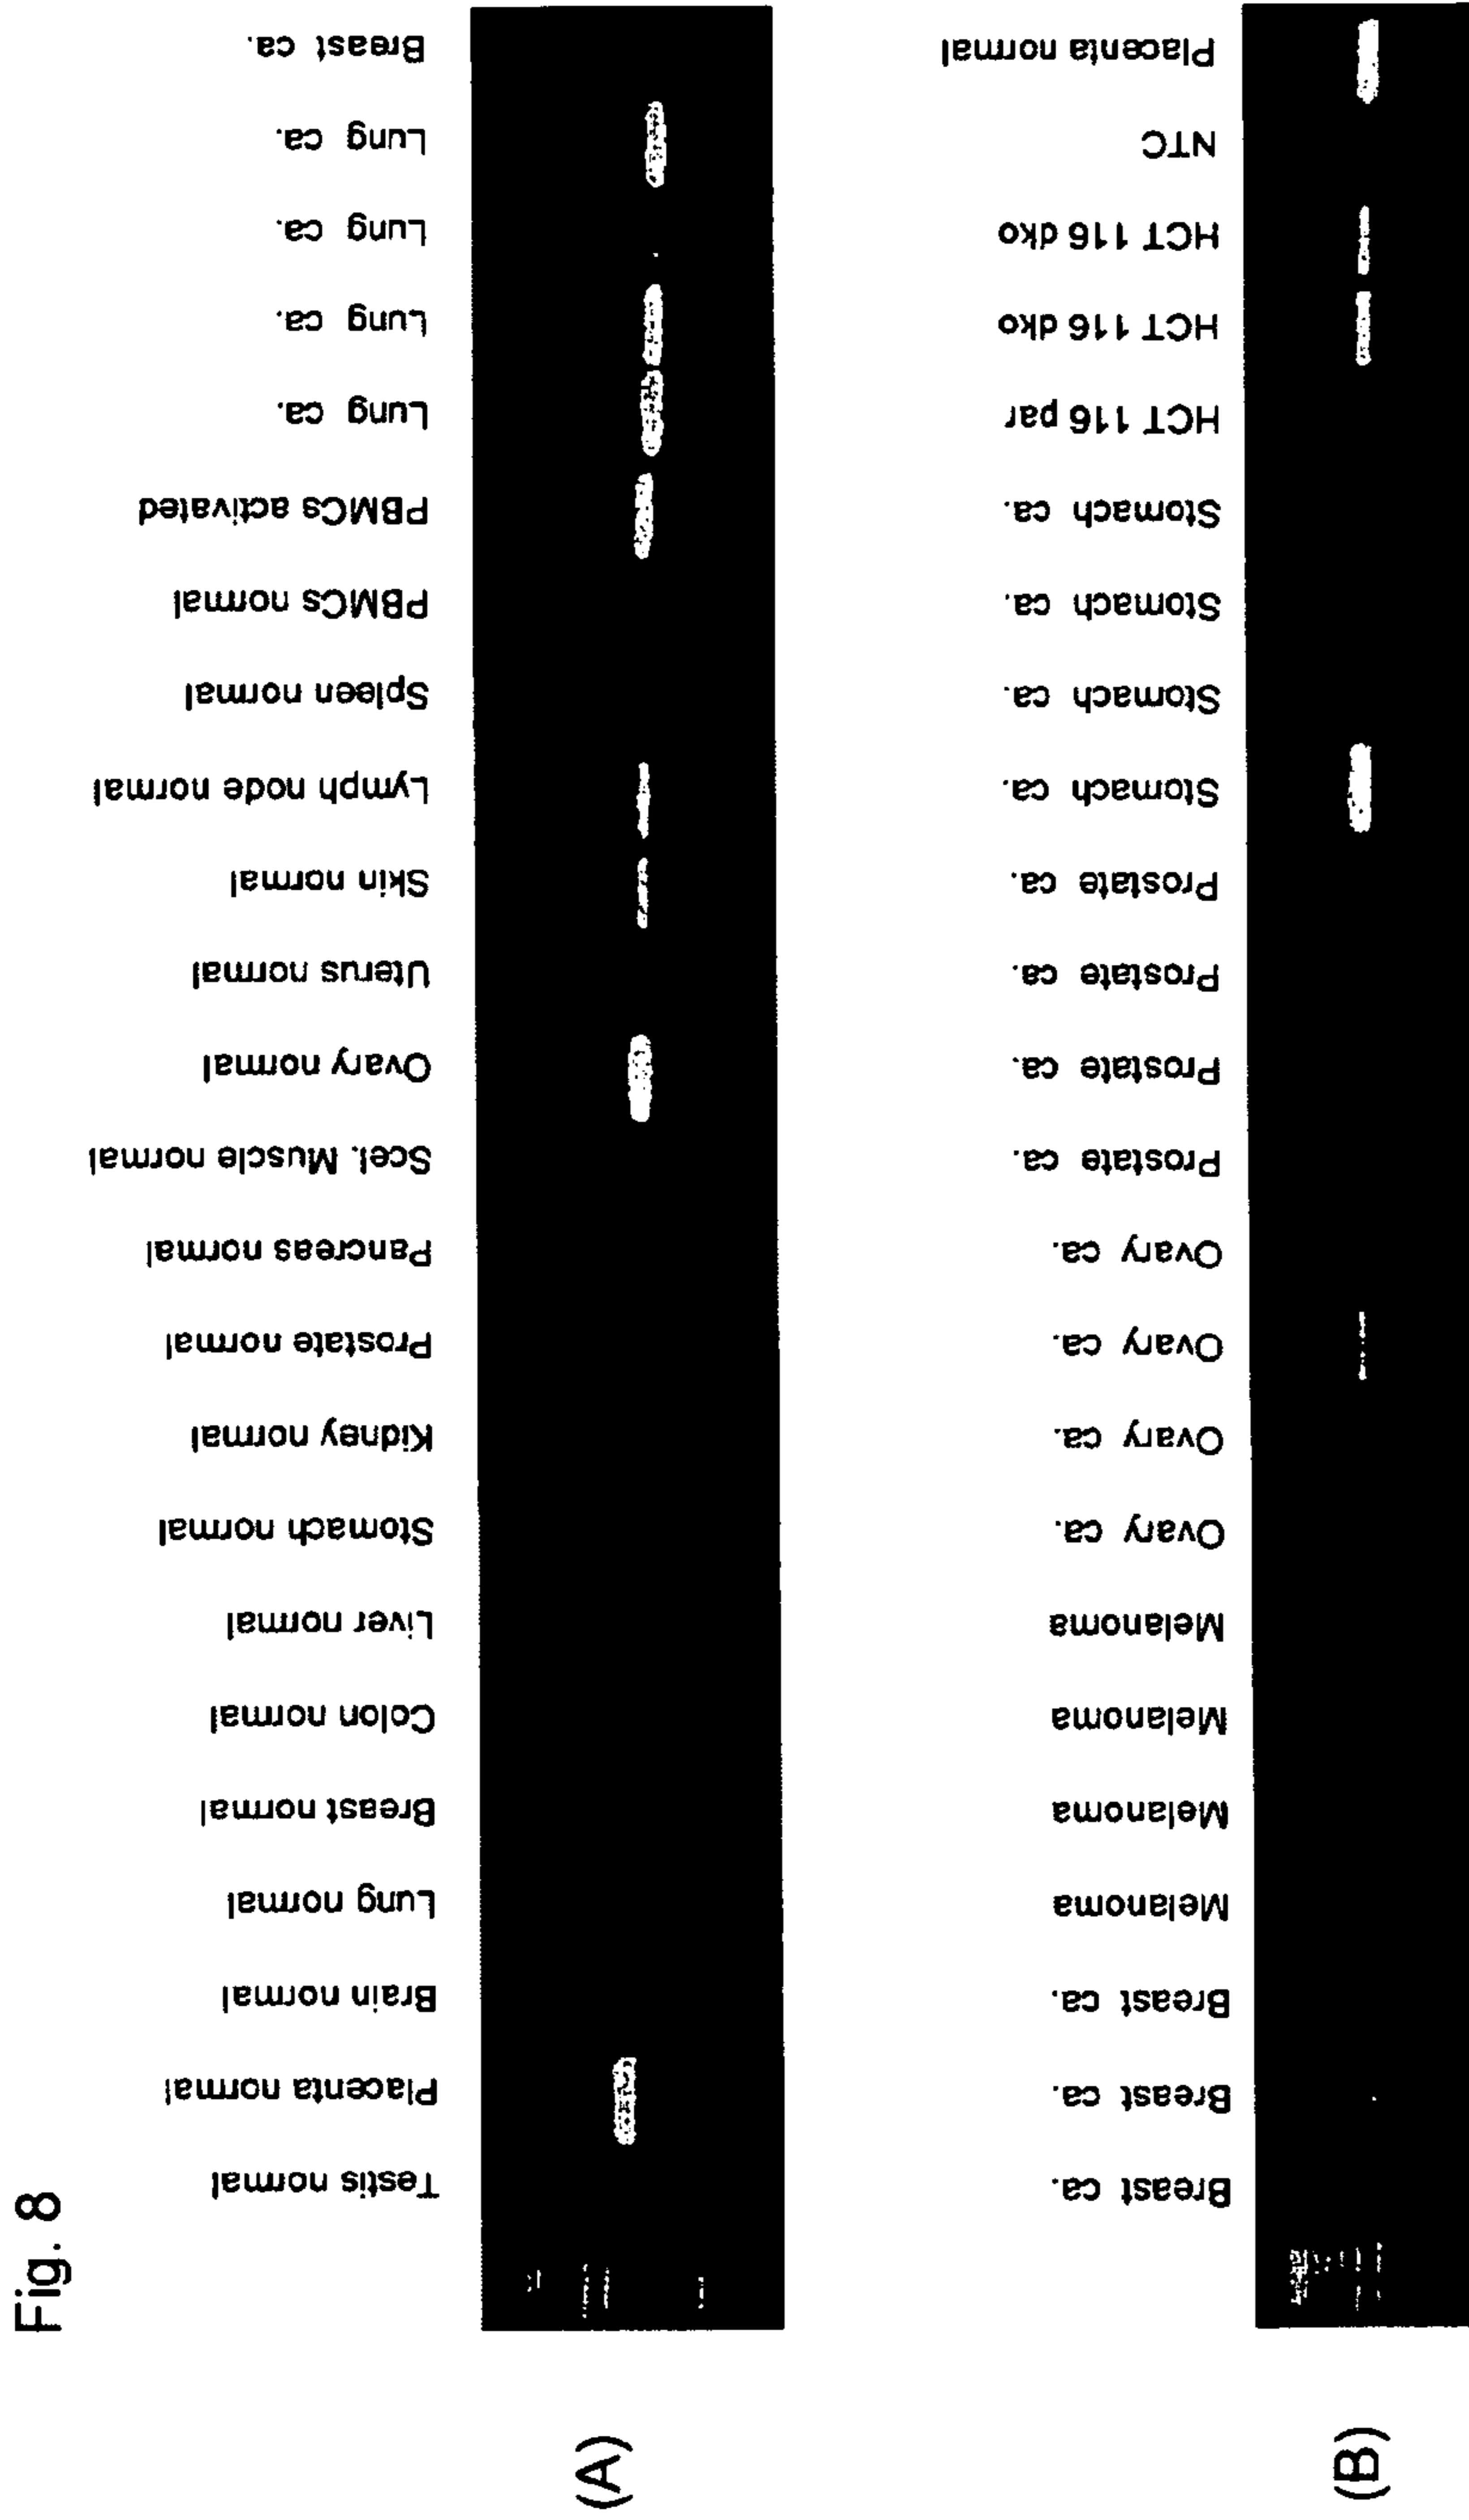 Fig. 8
(A)
Testis normal
Placenta normal
Brain normal
Lung normal
Breast normal
Colon normal
Liver normal
Stomach normal
Kidney normal
Prostate normal
Pancreas normal
Scel. Muscle normal
Ovary normal
Uterus normal
Skin normal
Lymph node normal
Spleen normal
PBMCs normal
PBMCs activated
Lung ca.
Lung ca.
Lung ca.
Lung ca.
Breast ca.
(B)
Breast ca.
Breast ca.
Breast ca.
Melanoma
Melanoma
Melanoma
Melanoma
Ovary ca.
Ovary ca.
Ovary ca.
Ovary ca.
Prostate ca.
Prostate ca.
Prostate ca.
Prostate ca.
Stomach ca.
Stomach ca.
Stomach ca.
Stomach ca.
HCT 116 par
HCT 116 dko
HCT 116 dko
NTC
Placenta normal